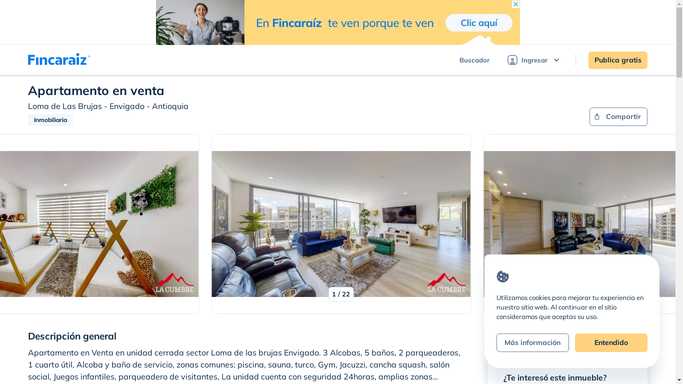 En Fincaraíz te ven porque te ven
Clic aquí
Fincaraiz
Buscador
Ingresar
Publica gratis
Apartamento en venta
Loma de Las Brujas - Envigado - Antioquia
Inmobiliaria
Compartir
LA CUMBRE
LA CUMBRE
1 / 22
Utilizamos cookies para mejorar tu experiencia en
nuestro sitio web. Al continuar en el sitio
consideramos que aceptas su uso.
Más información
Entendido
Descripción general
Apartamento en Venta en unidad cerrada sector Loma de las brujas Envigado. 3 Alcobas, 5 baños, 2 parqueaderos,
1 cuarto útil, Alcoba y baño de servicio, zonas comunes: piscina, sauna, turco, Gym, Jacuzzi, cancha squash, salón
social, Juegos infantiles, parqueadero de visitantes, La unidad cuenta con seguridad 24horas, amplias zonas...
¿Te interesó este inmueble?